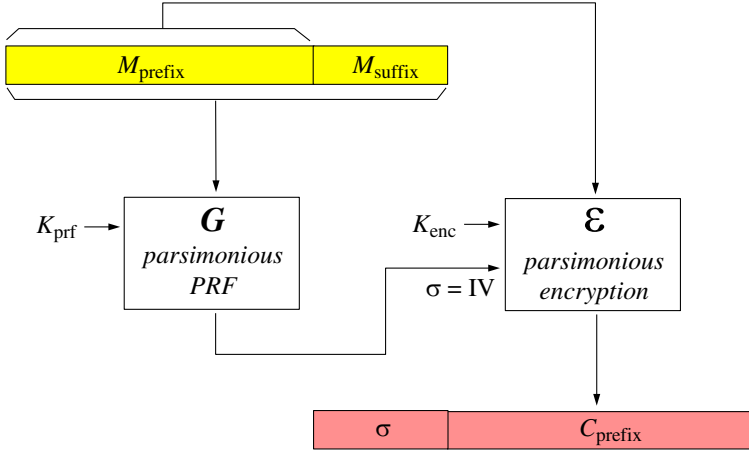 M_prefix M_suffix
K_prf
G
parsimonious
PRF
K_enc
ε
parsimonious
encryption
σ = IV
σ C_prefix